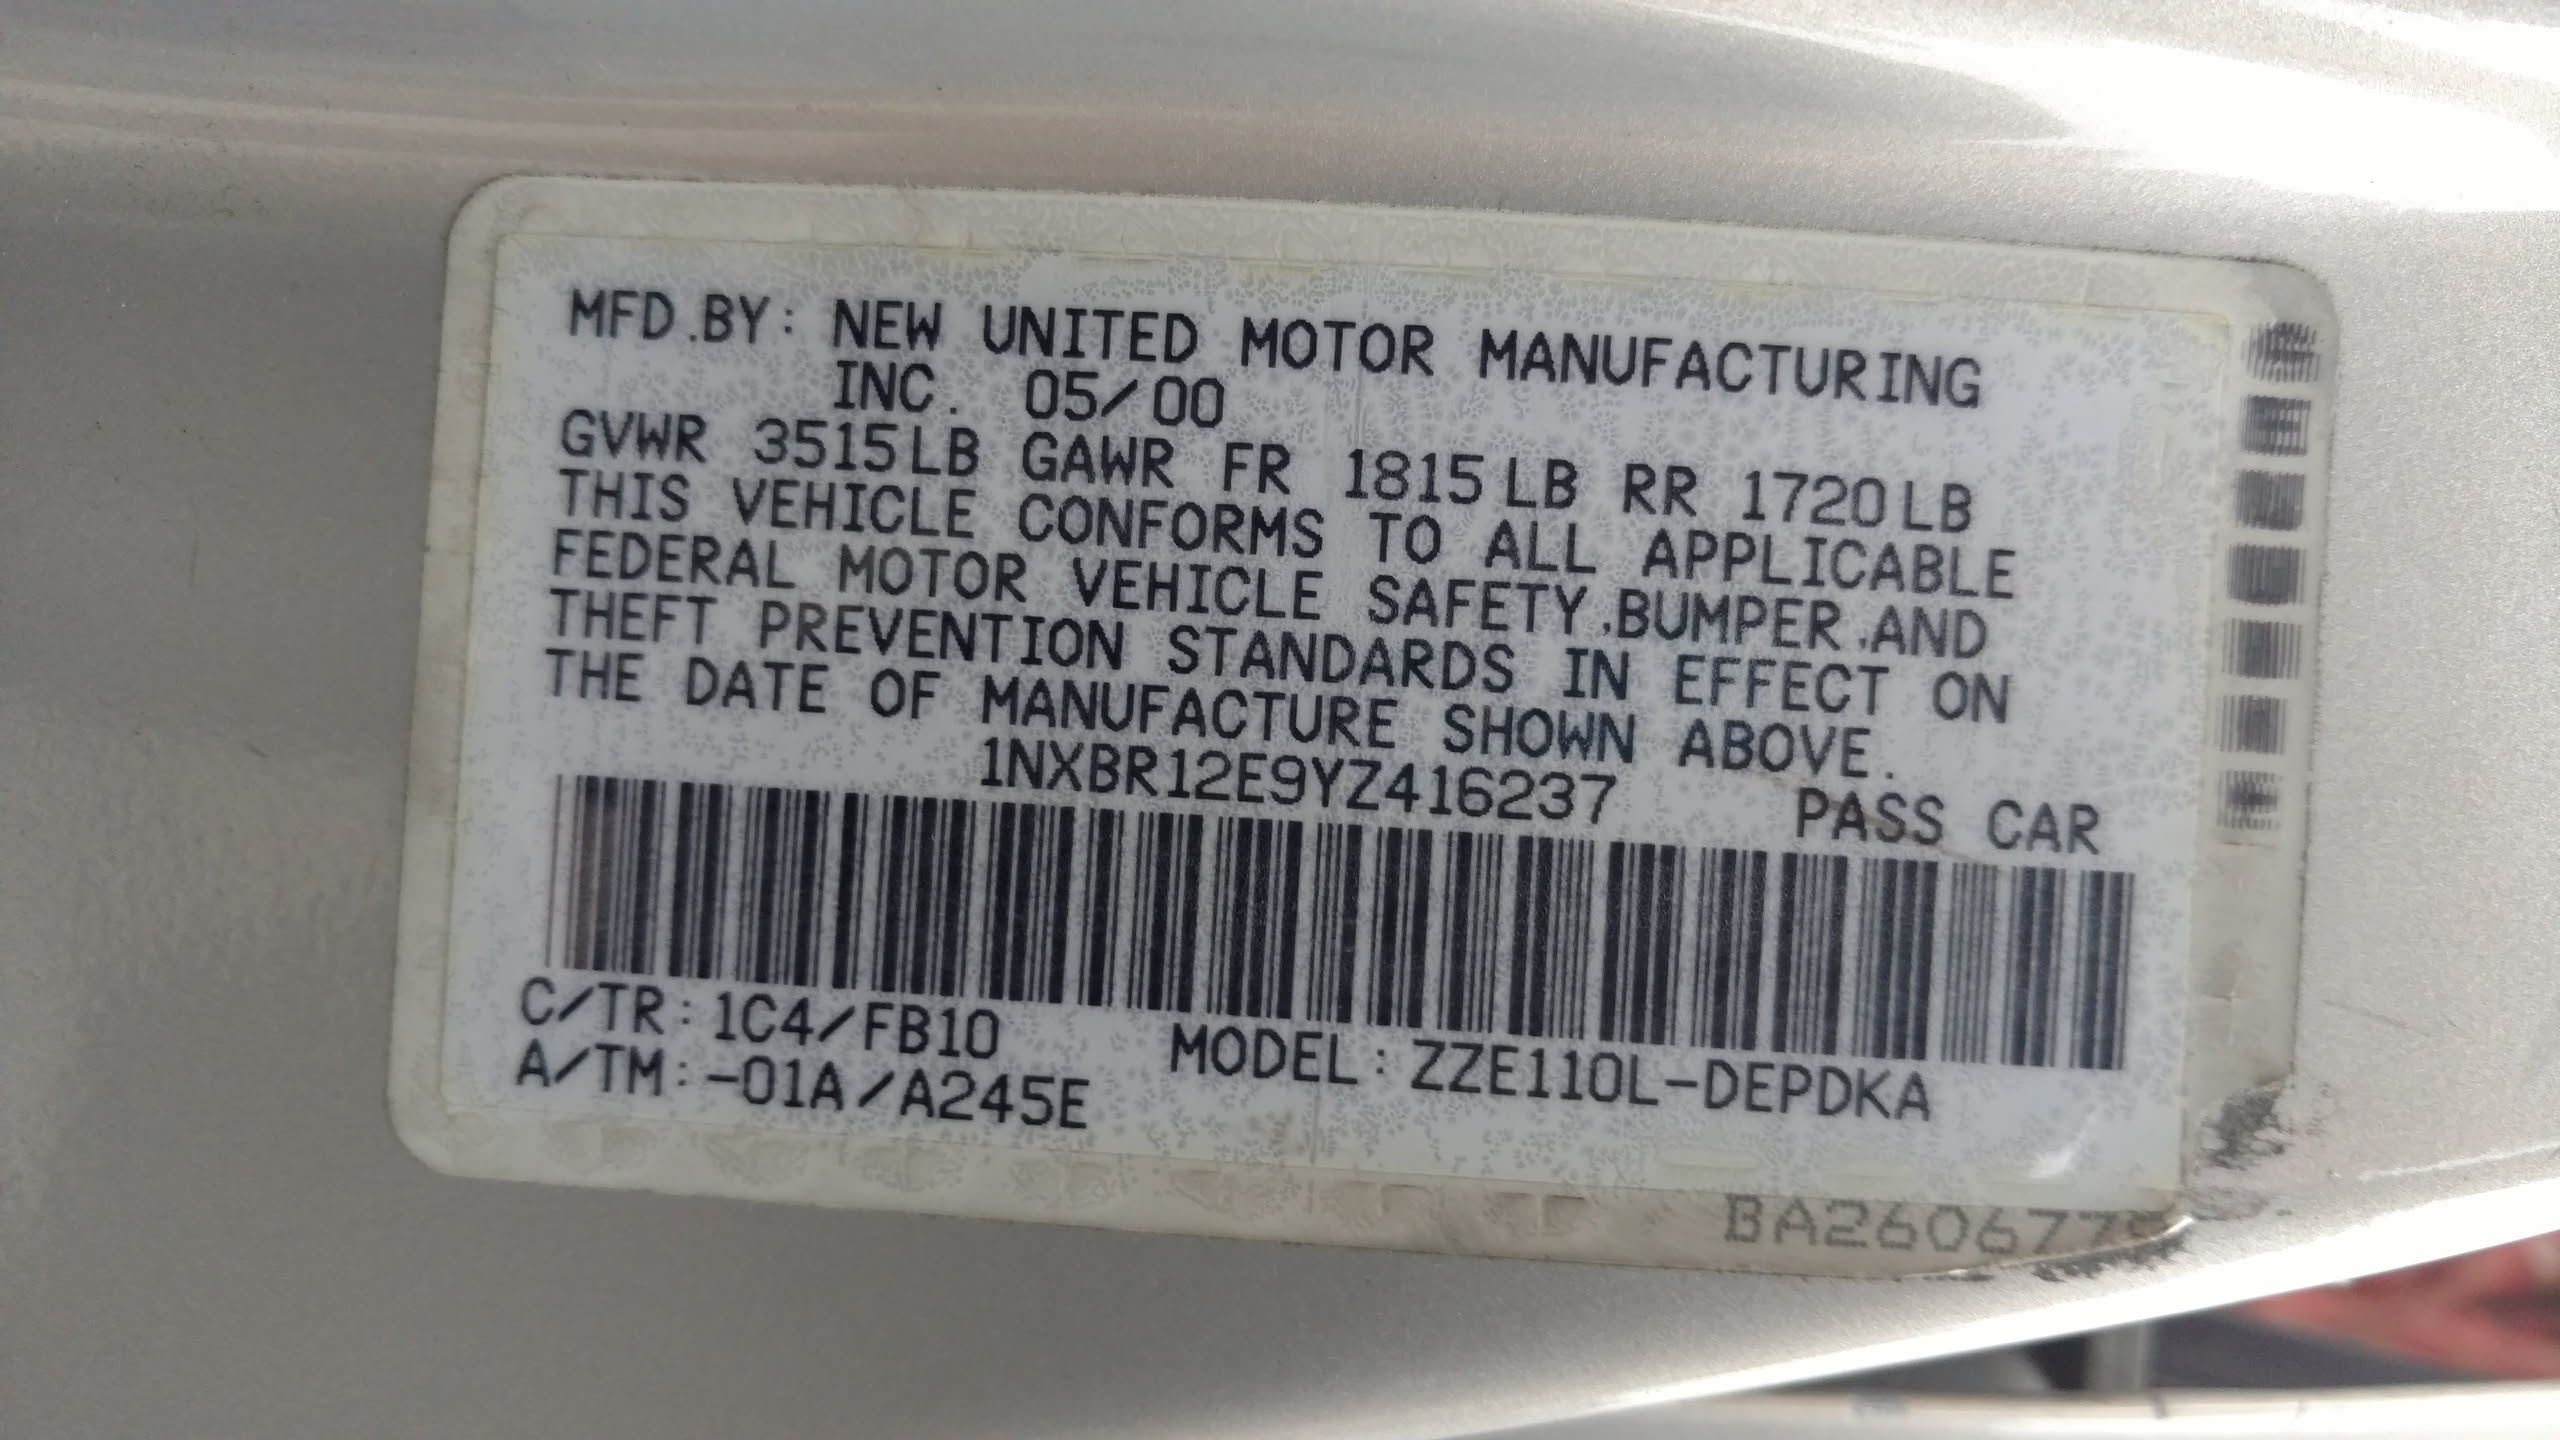 MFD.BY: NEW UNITED MOTOR MANUFACTURING
INC. 05/00
GVWR 3515LB GAWR FR 1815LB RR 1720LB
THIS VEHICLE CONFORMS TO ALL APPLICABLE
FEDERAL MOTOR VEHICLE SAFETY,BUMPER,AND
THEFT PREVENTION STANDARDS IN EFFECT ON
THE DATE OF MANUFACTURE SHOWN ABOVE.
1NXBR12E9YZ416237 PASS CAR
C/TR: 1C4/FB10
A/TM: -01A/A245E
MODEL: ZZE110L-DEPDKA